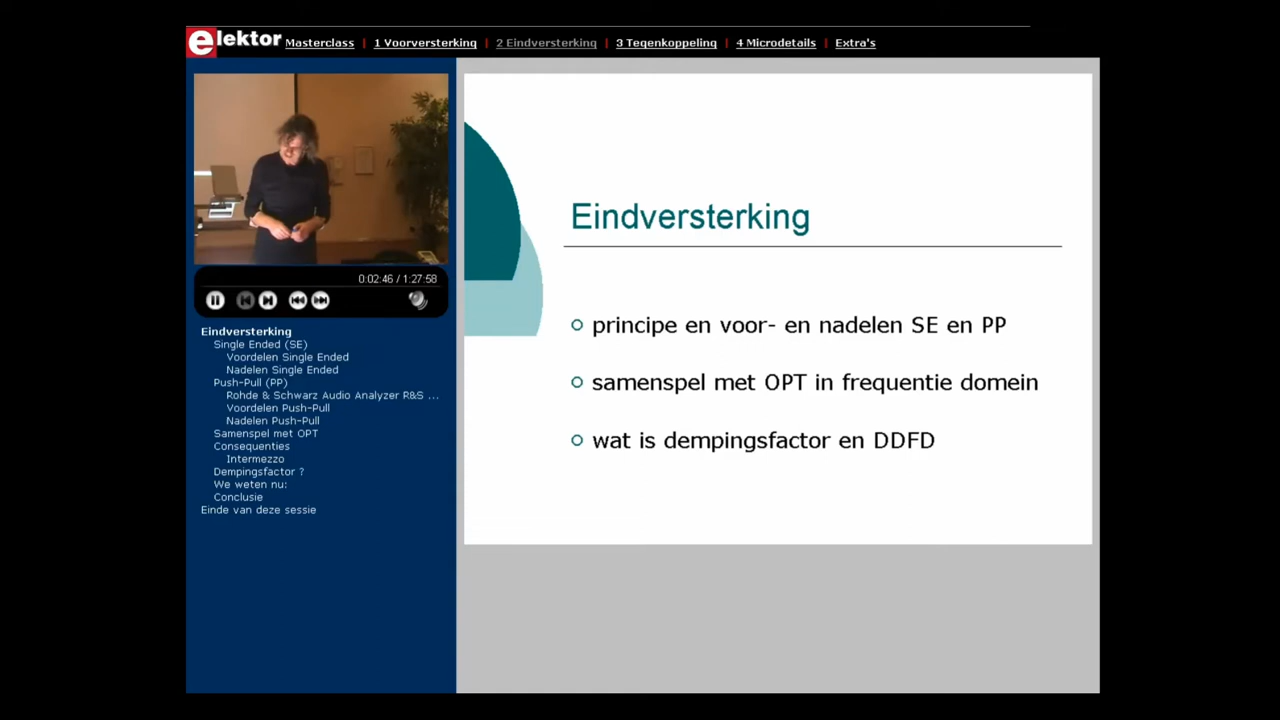 elektor Masterclass | 1 Voorversterking | 2 Eindversterking | 3 Tegenkoppeling | 4 Microdetails | Extra's
0:02:46 / 1:27:58
Eindversterking
Single Ended (SE)
Voordelen Single Ended
Nadelen Single Ended
Push-Pull (PP)
Rohde & Schwarz Audio Analyzer R&S ...
Voordelen Push-Pull
Nadelen Push-Pull
Samenspel met OPT
Consequenties
Intermezzo
Dempingsfactor ?
We weten nu:
Conclusie
Einde van deze sessie
Eindversterking
principe en voor- en nadelen SE en PP
samenspel met OPT in frequentie domein
wat is dempingsfactor en DDFD